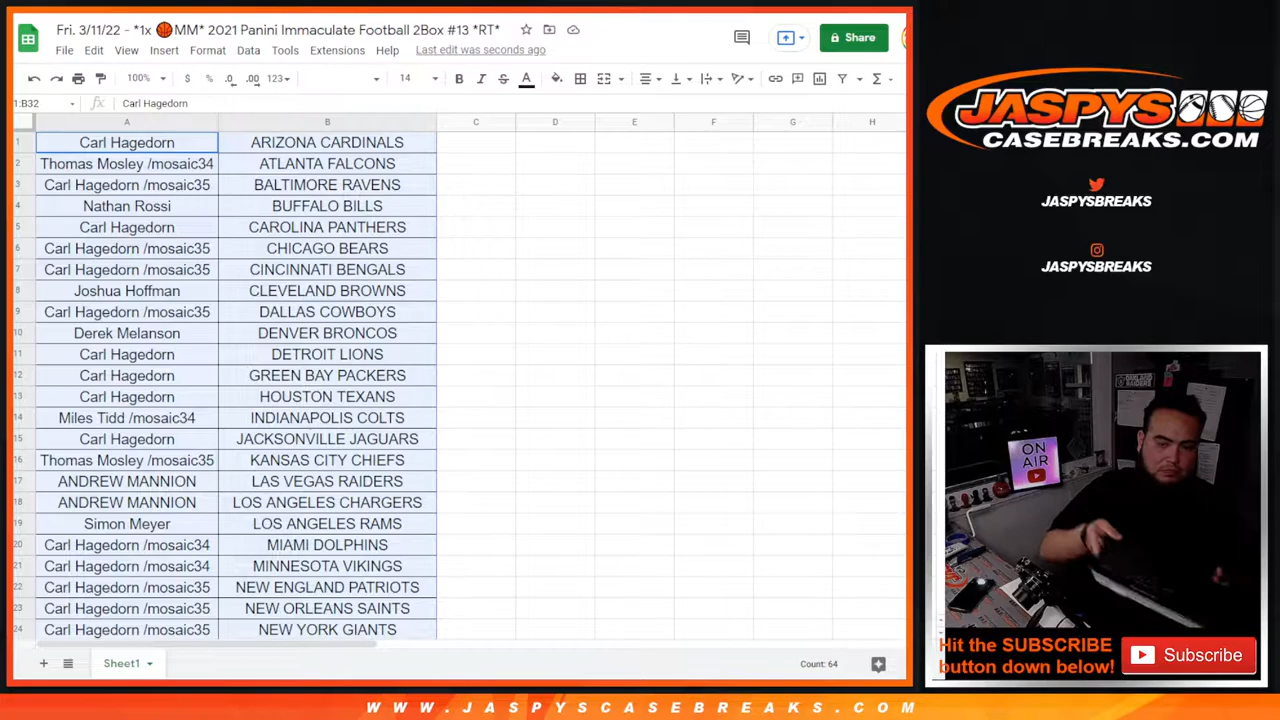 Fri. 3/11/22 - *1x 🏀MM* 2021 Panini Immaculate Football 2Box #13 *RT*
File Edit View Insert Format Data Tools Extensions Help Last edit was seconds ago
Share
100% $ % .0 .00 123 14 B I S A
1:B32 fx Carl Hagedorn
A B C D E F G H
1 Carl Hagedorn ARIZONA CARDINALS
2 Thomas Mosley /mosaic34 ATLANTA FALCONS
3 Carl Hagedorn /mosaic35 BALTIMORE RAVENS
4 Nathan Rossi BUFFALO BILLS
5 Carl Hagedorn CAROLINA PANTHERS
6 Carl Hagedorn /mosaic35 CHICAGO BEARS
7 Carl Hagedorn /mosaic35 CINCINNATI BENGALS
8 Joshua Hoffman CLEVELAND BROWNS
9 Carl Hagedorn /mosaic35 DALLAS COWBOYS
10 Derek Melanson DENVER BRONCOS
11 Carl Hagedorn DETROIT LIONS
12 Carl Hagedorn GREEN BAY PACKERS
13 Carl Hagedorn HOUSTON TEXANS
14 Miles Tidd /mosaic34 INDIANAPOLIS COLTS
15 Carl Hagedorn JACKSONVILLE JAGUARS
16 Thomas Mosley /mosaic35 KANSAS CITY CHIEFS
17 ANDREW MANNION LAS VEGAS RAIDERS
18 ANDREW MANNION LOS ANGELES CHARGERS
19 Simon Meyer LOS ANGELES RAMS
20 Carl Hagedorn /mosaic34 MIAMI DOLPHINS
21 Carl Hagedorn /mosaic34 MINNESOTA VIKINGS
22 Carl Hagedorn /mosaic35 NEW ENGLAND PATRIOTS
23 Carl Hagedorn /mosaic35 NEW ORLEANS SAINTS
24 Carl Hagedorn /mosaic35 NEW YORK GIANTS
Sheet1
Count: 64
JASPYS
CASEBREAKS.COM
JASPYSBREAKS
JASPYSBREAKS
ON
AIR
Hit the SUBSCRIBE
button down below!
Subscribe
WWW.JASPYSCASEBREAKS.COM